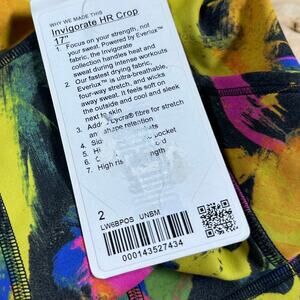 WHY WE MADE THIS
Invigorate HR Crop
17"
1. Focus on your strength, not
your sweat. Powered by Everlux™
fabric, the Invigorate
collection handles heat and
sweat during intense workouts
2. Our fastest drying fabric,
Everlux™ is ultra-breathable,
four-way stretch, and wicks
away sweat. It feels soft on
the outside and cool and sleek
next to skin
3. Added Lycra® fibre for stretch
and shape retention
4.
5.
6.
7. High
2
LW6BPOS UNBM
000143527434